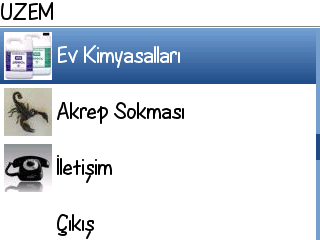 UZEM
Ev Kimyasalları
Akrep Sokması
İletişim
Çıkış